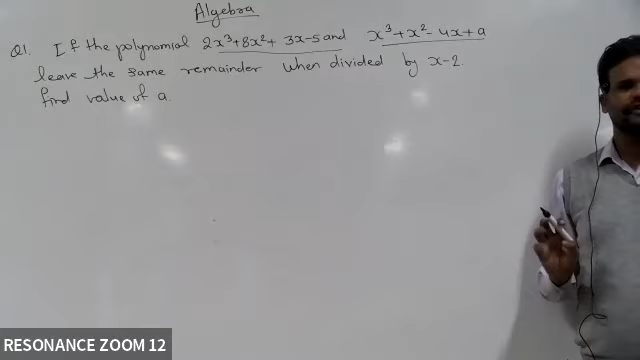 Algebra
Q1. If the polynomial 2x³+8x²+3x-5 and x³+x²-4x+a
leave the same remainder when divided by x-2.
find value of a.
RESONANCE ZOOM 12